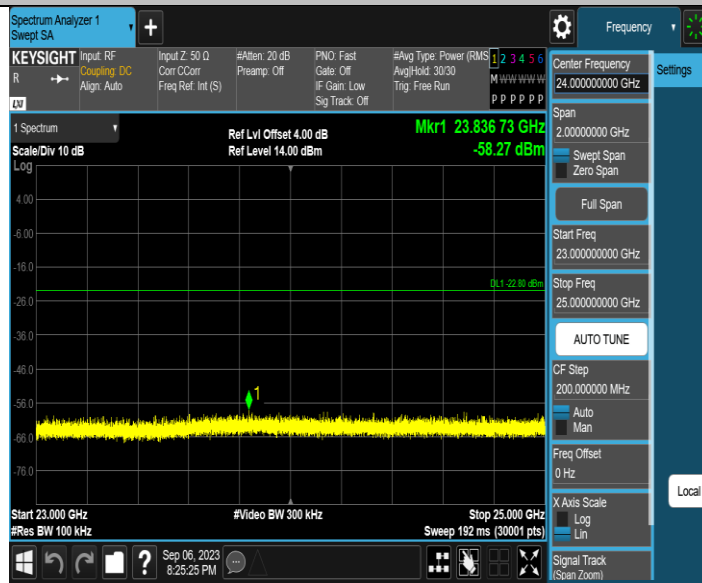 Spectrum Analyzer 1
Swept SA
+
Frequency
KEYSIGHT
R
LXI
Input: RF
Coupling: DC
Align: Auto
Input Z: 50 Ω
Corr CCorr
Freq Ref: Int (S)
#Atten: 20 dB
Preamp: Off
PNO: Fast
Gate: Off
IF Gain: Low
Sig Track: Off
#Avg Type: Power (RMS
Avg|Hold: 30/30
Trig: Free Run
1 2 3 4 5 6
M W W W W W
P P P P P P
1 Spectrum
Scale/Div 10 dB
Log
Ref Lvl Offset 4.00 dB
Ref Level 14.00 dBm
Mkr1 23.836 73 GHz
-58.27 dBm
4.00
-6.00
-16.0
-26.0
-36.0
-46.0
-56.0
-66.0
-76.0
DL1 -22.80 dBm
1
Start 23.000 GHz
#Res BW 100 kHz
#Video BW 300 kHz
Stop 25.000 GHz
Sweep 192 ms (30001 pts)
?
Sep 06, 2023
8:25:25 PM
Center Frequency
24.000000000 GHz
Span
2.00000000 GHz
Swept Span
Zero Span
Full Span
Start Freq
23.000000000 GHz
Stop Freq
25.000000000 GHz
AUTO TUNE
CF Step
200.000000 MHz
Auto
Man
Freq Offset
0 Hz
X Axis Scale
Log
Lin
Signal Track
(Span Zoom)
Settings
Local